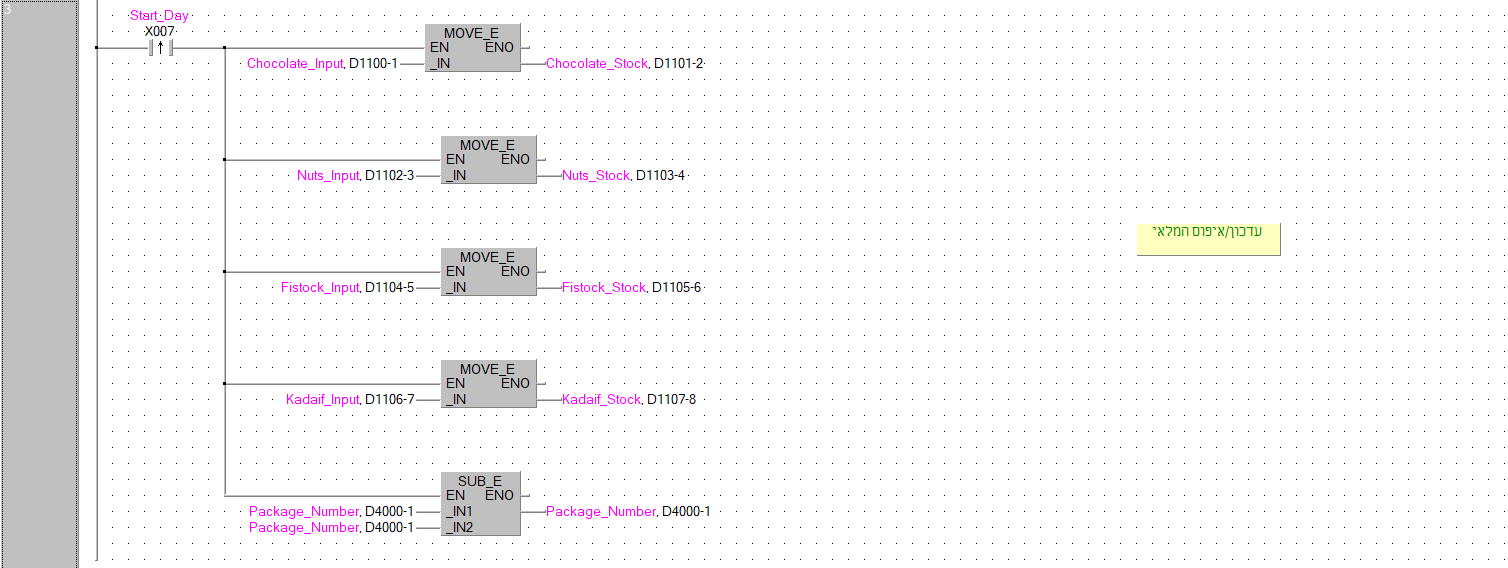 3
Start_Day
X007
MOVE_E
EN ENO
Chocolate_Input, D1100-1 _IN Chocolate_Stock, D1101-2
MOVE_E
EN ENO
Nuts_Input, D1102-3 _IN Nuts_Stock, D1103-4
עדכון/איפוס המלאי
MOVE_E
EN ENO
Fistock_Input, D1104-5 _IN Fistock_Stock, D1105-6
MOVE_E
EN ENO
Kadaif_Input, D1106-7 _IN Kadaif_Stock, D1107-8
SUB_E
EN ENO
Package_Number, D4000-1 _IN1 Package_Number, D4000-1
Package_Number, D4000-1 _IN2